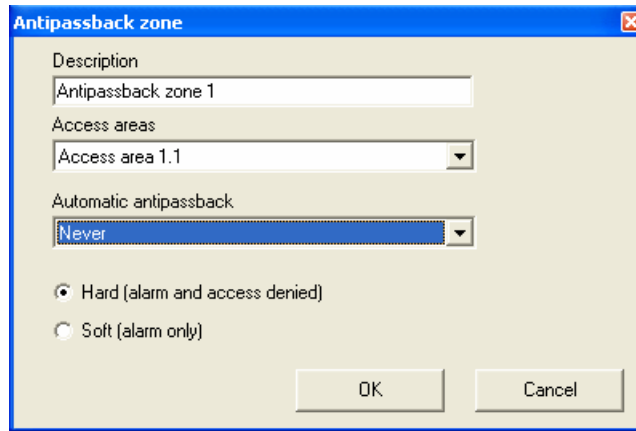 Antipassback zone
Description
Antipassback zone 1
Access areas
Access area 1.1
Automatic antipassback
Never
Hard (alarm and access denied)
Soft (alarm only)
OK Cancel